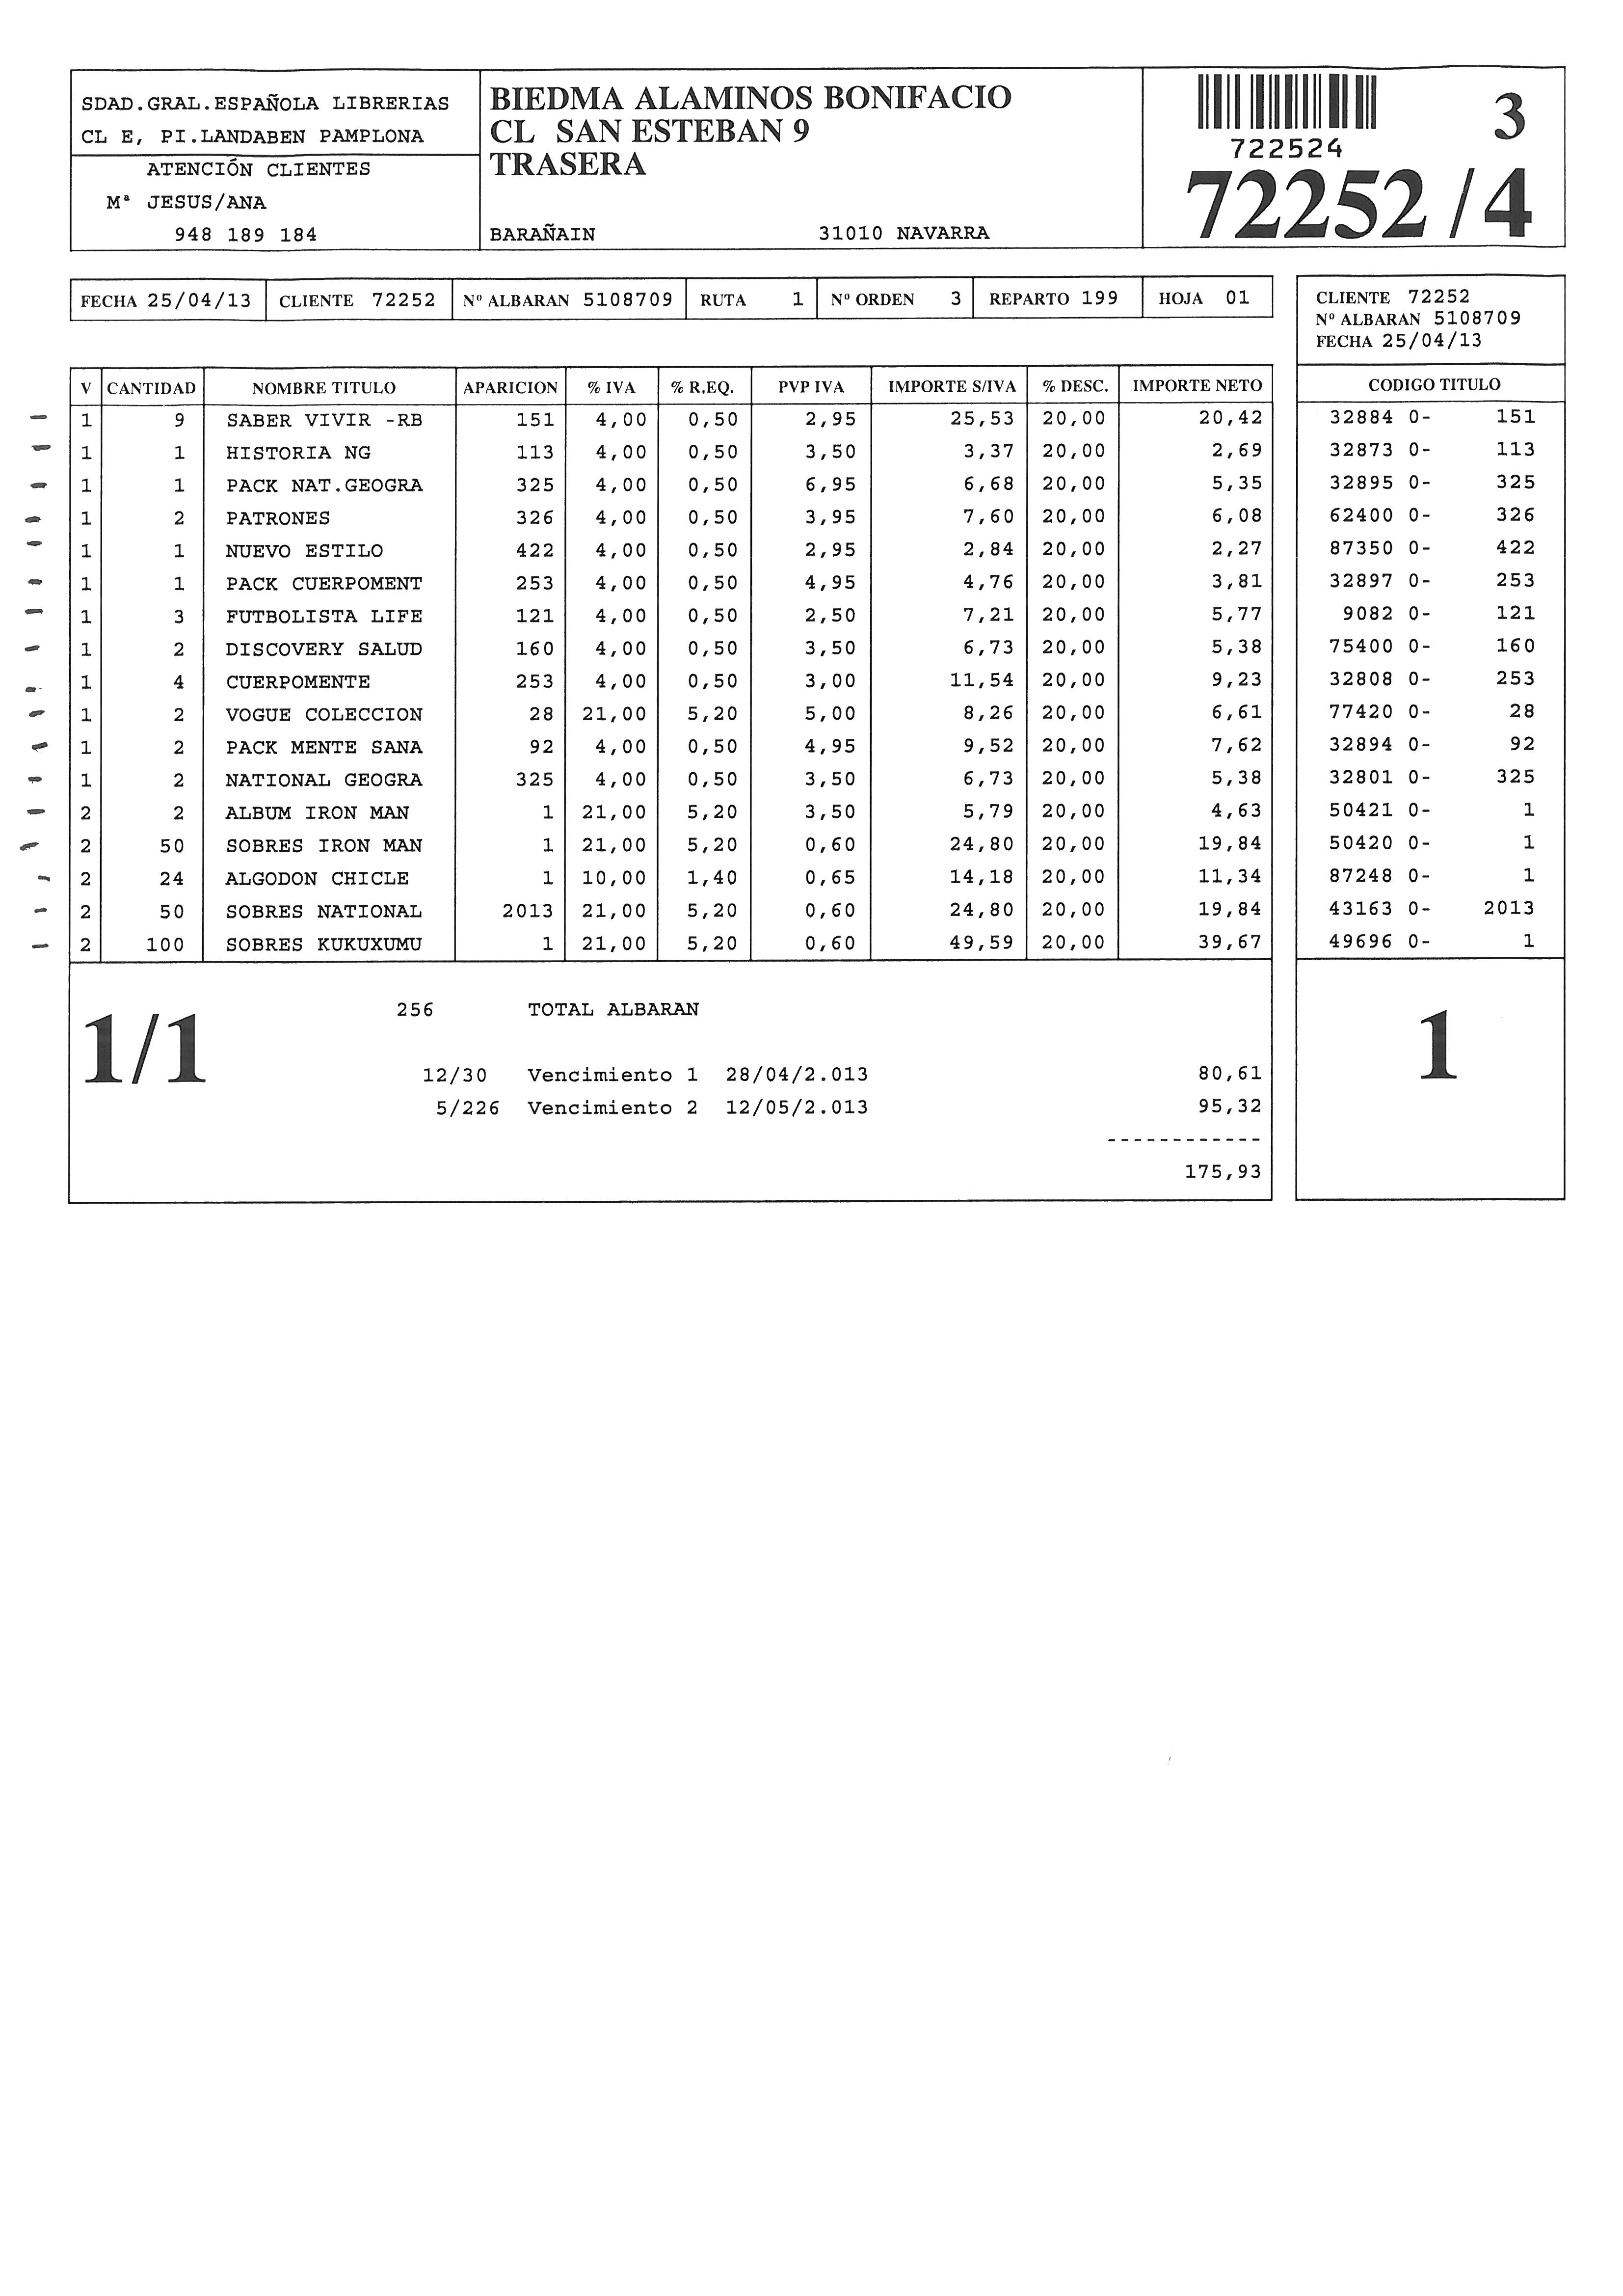 SDAD.GRAL.ESPAÑOLA LIBRERIAS
CL E, PI.LANDABEN PAMPLONA
ATENCIÓN CLIENTES
Mª JESUS/ANA
948 189 184
BIEDMA ALAMINOS BONIFACIO
CL SAN ESTEBAN 9
TRASERA
BARAÑAIN 31010 NAVARRA
3
722524
72252 /4
FECHA 25/04/13 CLIENTE 72252 Nº ALBARAN 5108709 RUTA 1 Nº ORDEN 3 REPARTO 199 HOJA 01
CLIENTE 72252
Nº ALBARAN 5108709
FECHA 25/04/13
V CANTIDAD NOMBRE TITULO APARICION % IVA % R.EQ. PVP IVA IMPORTE S/IVA % DESC. IMPORTE NETO CODIGO TITULO
1 9 SABER VIVIR -RB 151 4,00 0,50 2,95 25,53 20,00 20,42 32884 0- 151
1 1 HISTORIA NG 113 4,00 0,50 3,50 3,37 20,00 2,69 32873 0- 113
1 1 PACK NAT.GEOGRA 325 4,00 0,50 6,95 6,68 20,00 5,35 32895 0- 325
1 2 PATRONES 326 4,00 0,50 3,95 7,60 20,00 6,08 62400 0- 326
1 1 NUEVO ESTILO 422 4,00 0,50 2,95 2,84 20,00 2,27 87350 0- 422
1 1 PACK CUERPOMENT 253 4,00 0,50 4,95 4,76 20,00 3,81 32897 0- 253
1 3 FUTBOLISTA LIFE 121 4,00 0,50 2,50 7,21 20,00 5,77 9082 0- 121
1 2 DISCOVERY SALUD 160 4,00 0,50 3,50 6,73 20,00 5,38 75400 0- 160
1 4 CUERPOMENTE 253 4,00 0,50 3,00 11,54 20,00 9,23 32808 0- 253
1 2 VOGUE COLECCION 28 21,00 5,20 5,00 8,26 20,00 6,61 77420 0- 28
1 2 PACK MENTE SANA 92 4,00 0,50 4,95 9,52 20,00 7,62 32894 0- 92
1 2 NATIONAL GEOGRA 325 4,00 0,50 3,50 6,73 20,00 5,38 32801 0- 325
2 2 ALBUM IRON MAN 1 21,00 5,20 3,50 5,79 20,00 4,63 50421 0- 1
2 50 SOBRES IRON MAN 1 21,00 5,20 0,60 24,80 20,00 19,84 50420 0- 1
2 24 ALGODON CHICLE 1 10,00 1,40 0,65 14,18 20,00 11,34 87248 0- 1
2 50 SOBRES NATIONAL 2013 21,00 5,20 0,60 24,80 20,00 19,84 43163 0- 2013
2 100 SOBRES KUKUXUMU 1 21,00 5,20 0,60 49,59 20,00 39,67 49696 0- 1
256 TOTAL ALBARAN
1/1
12/30 Vencimiento 1 28/04/2.013 80,61
5/226 Vencimiento 2 12/05/2.013 95,32
------------
175,93
1